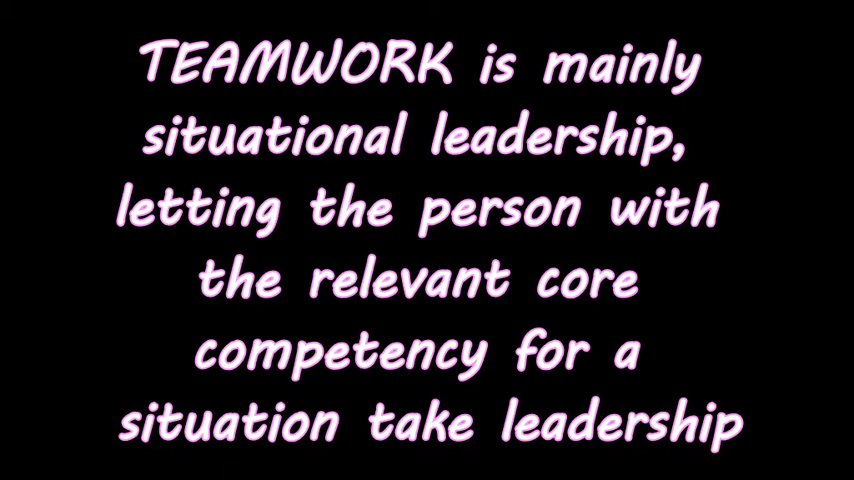 TEAMWORK is mainly
situational leadership,
letting the person with
the relevant core
competency for a
situation take leadership